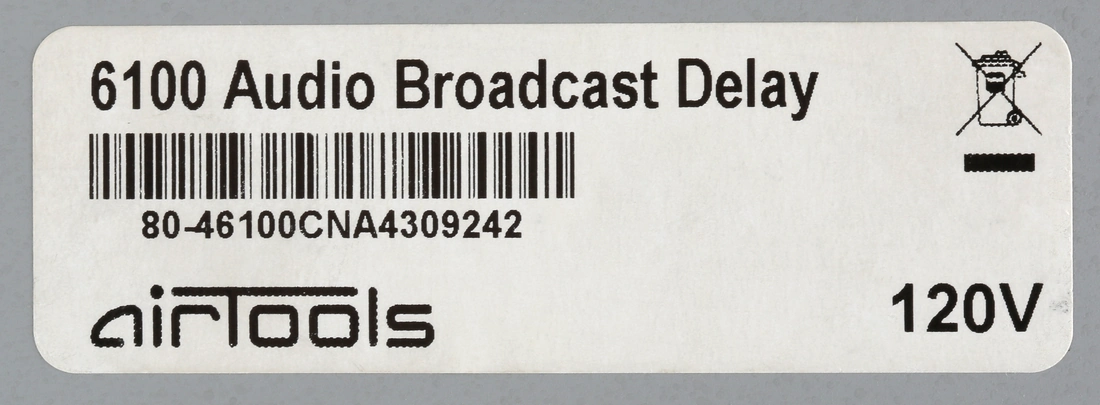 6100 Audio Broadcast Delay
80-46100CNA4309242
airTools
120V